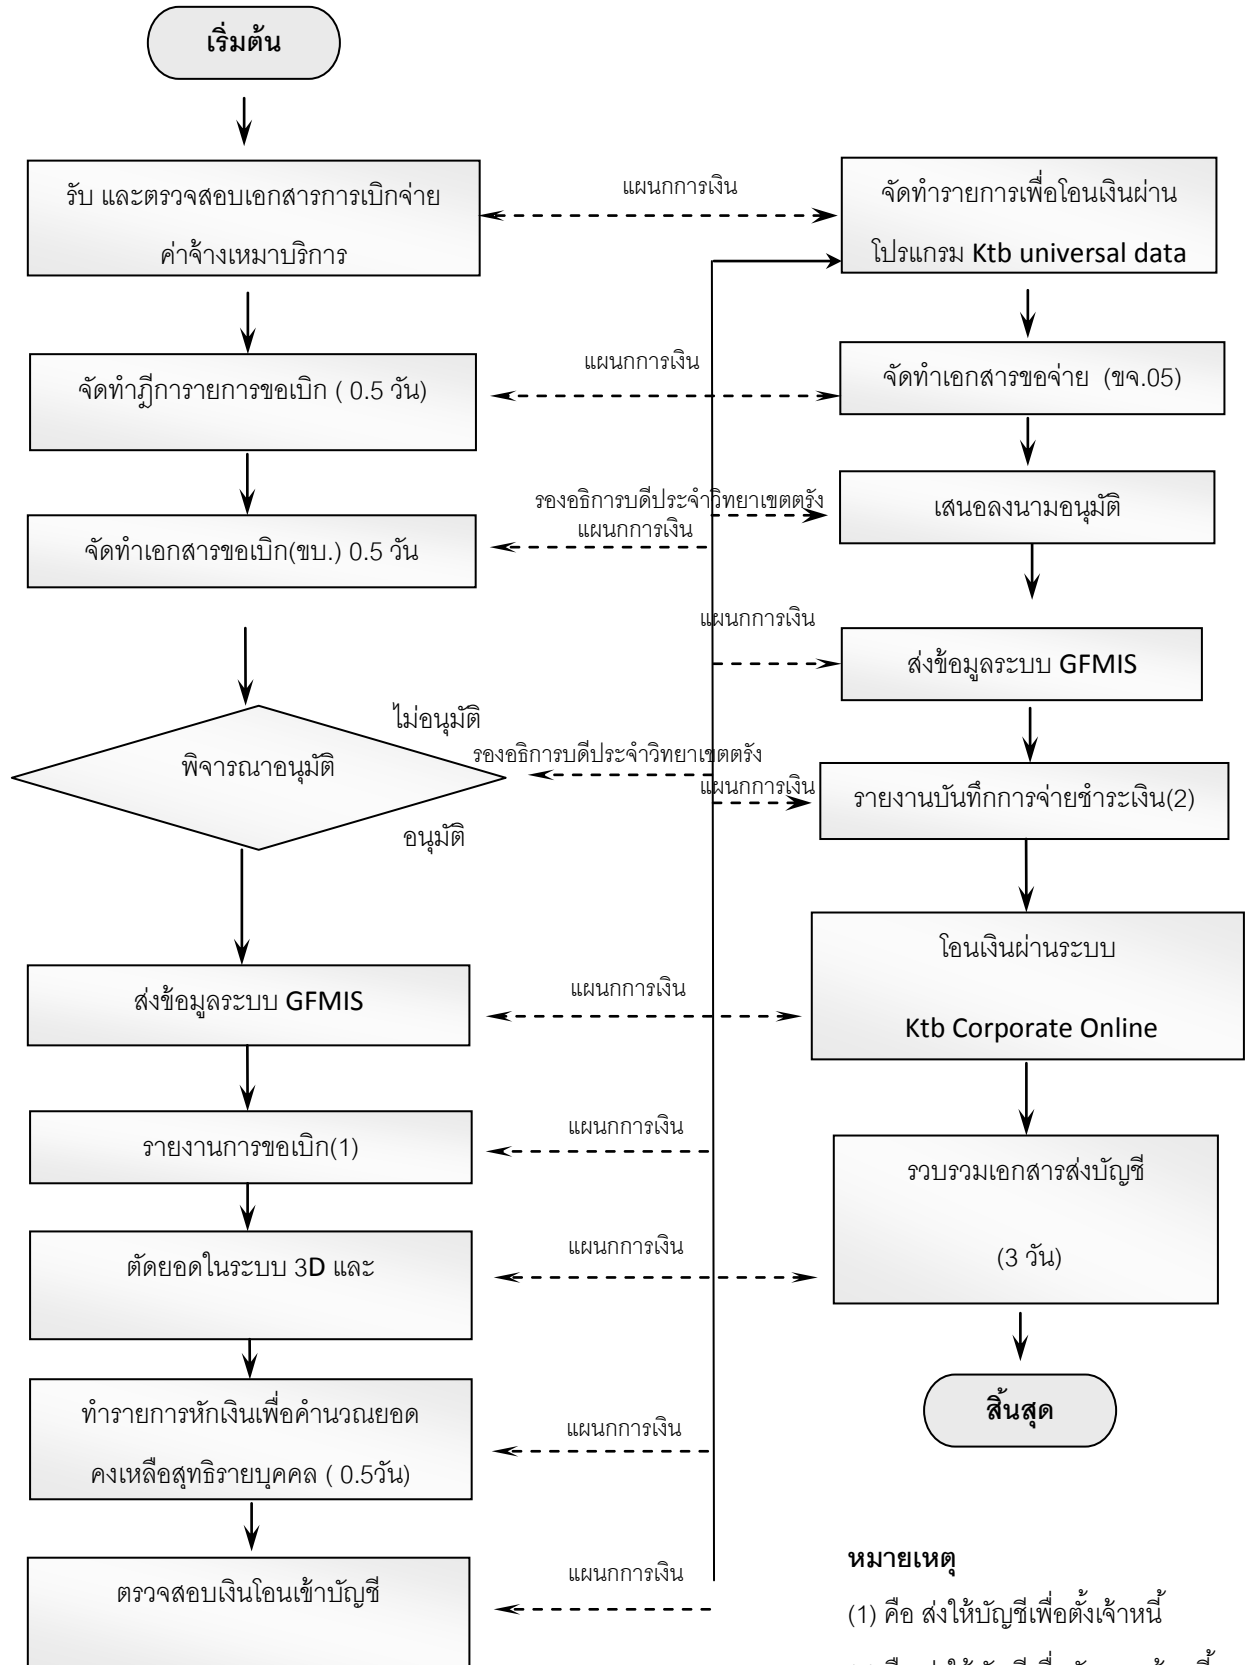 เริ่มต้น
รับ และตรวจสอบเอกสารการเบิกจ่าย
ค่าจ้างเหมาบริการ
แผนกการเงิน
จัดทำฎีการายการขอเบิก ( 0.5 วัน)
แผนกการเงิน
จัดทำเอกสารขอเบิก(ขบ.) 0.5 วัน
รองอธิการบดีประจำวิทยาเขตตรัง
แผนกการเงิน
ไม่อนุมัติ
พิจารณาอนุมัติ
อนุมัติ
รองอธิการบดีประจำวิทยาเขตตรัง
ส่งข้อมูลระบบ GFMIS
แผนกการเงิน
รายงานการขอเบิก(1)
แผนกการเงิน
ตัดยอดในระบบ 3D และ
แผนกการเงิน
ทำรายการหักเงินเพื่อคำนวณยอด
คงเหลือสุทธิรายบุคคล ( 0.5วัน)
แผนกการเงิน
ตรวจสอบเงินโอนเข้าบัญชี
แผนกการเงิน
จัดทำรายการเพื่อโอนเงินผ่าน
โปรแกรม Ktb universal data
จัดทำเอกสารขอจ่าย (ขจ.05)
เสนอลงนามอนุมัติ
แผนกการเงิน
ส่งข้อมูลระบบ GFMIS
แผนกการเงิน
รายงานบันทึกการจ่ายชำระเงิน(2)
โอนเงินผ่านระบบ
Ktb Corporate Online
รวบรวมเอกสารส่งบัญชี
(3 วัน)
สิ้นสุด
หมายเหตุ
(1) คือ ส่งให้บัญชีเพื่อตั้งเจ้าหนี้